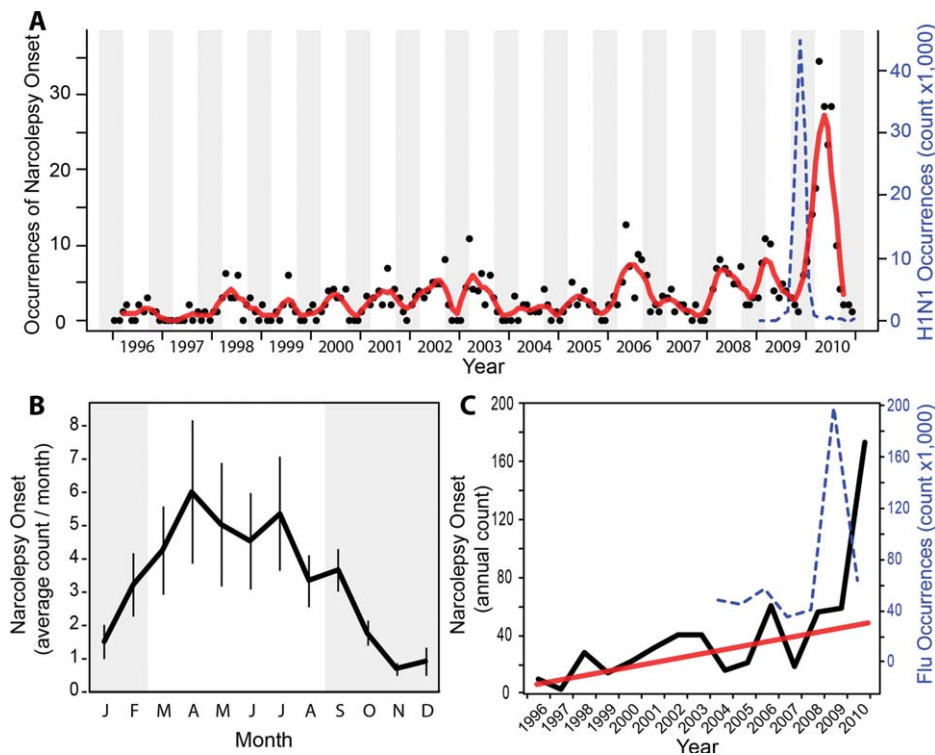 A
Occurrences of Narcolepsy Onset
30
20
10
0
40
30
20
10
0
H1N1 Occurrences (count x1,000)
1996 1997 1998 1999 2000 2001 2002 2003 2004 2005 2006 2007 2008 2009 2010
Year
B
Narcolepsy Onset
(average count / month)
8
7
6
5
4
3
2
1
0
J F M A M J J A S O N D
Month
C
Narcolepsy Onset
(annual count)
200
160
120
80
40
0
200
160
120
80
40
0
Flu Occurrences (count x1,000)
1996 1997 1998 1999 2000 2001 2002 2003 2004 2005 2006 2007 2008 2009 2010
Year